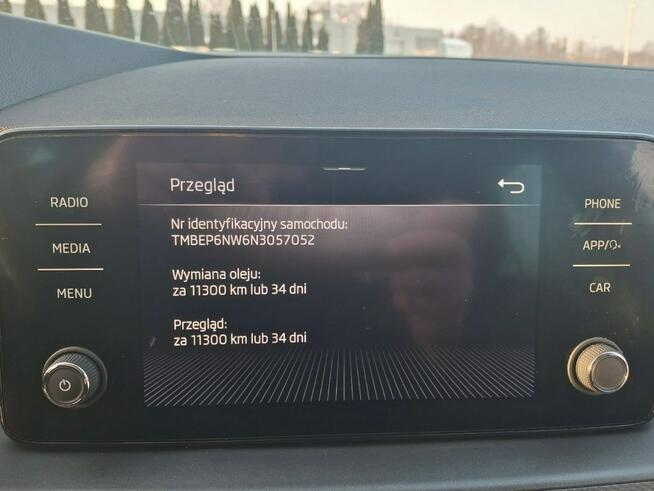 Przegląd
RADIO
MEDIA
MENU
Nr identyfikacyjny samochodu:
TMBEP6NW6N3057052
Wymiana oleju:
za 11300 km lub 34 dni
Przegląd:
za 11300 km lub 34 dni
PHONE
APP/
CAR